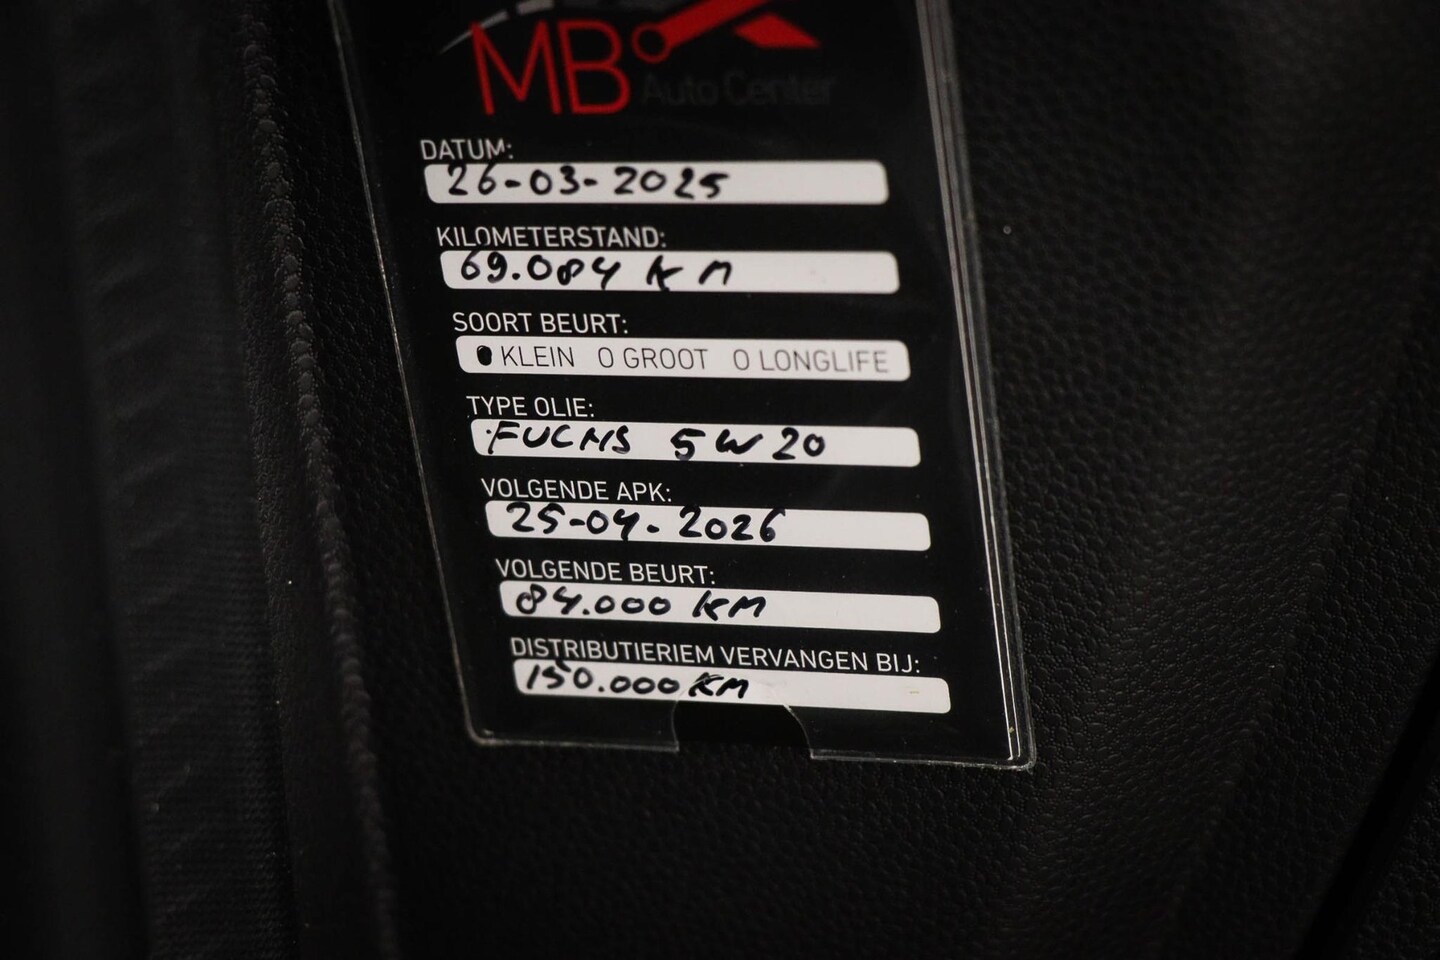 MB
Auto Center
DATUM:
26-03-2025
KILOMETERSTAND:
69.084 KM
SOORT BEURT:
KLEIN O GROOT O LONGLIFE
TYPE OLIE:
FUCHS 5W20
VOLGENDE APK:
25-04-2026
VOLGENDE BEURT:
84.000 KM
DISTRIBUTIERIEM VERVANGEN BIJ:
150.000 KM